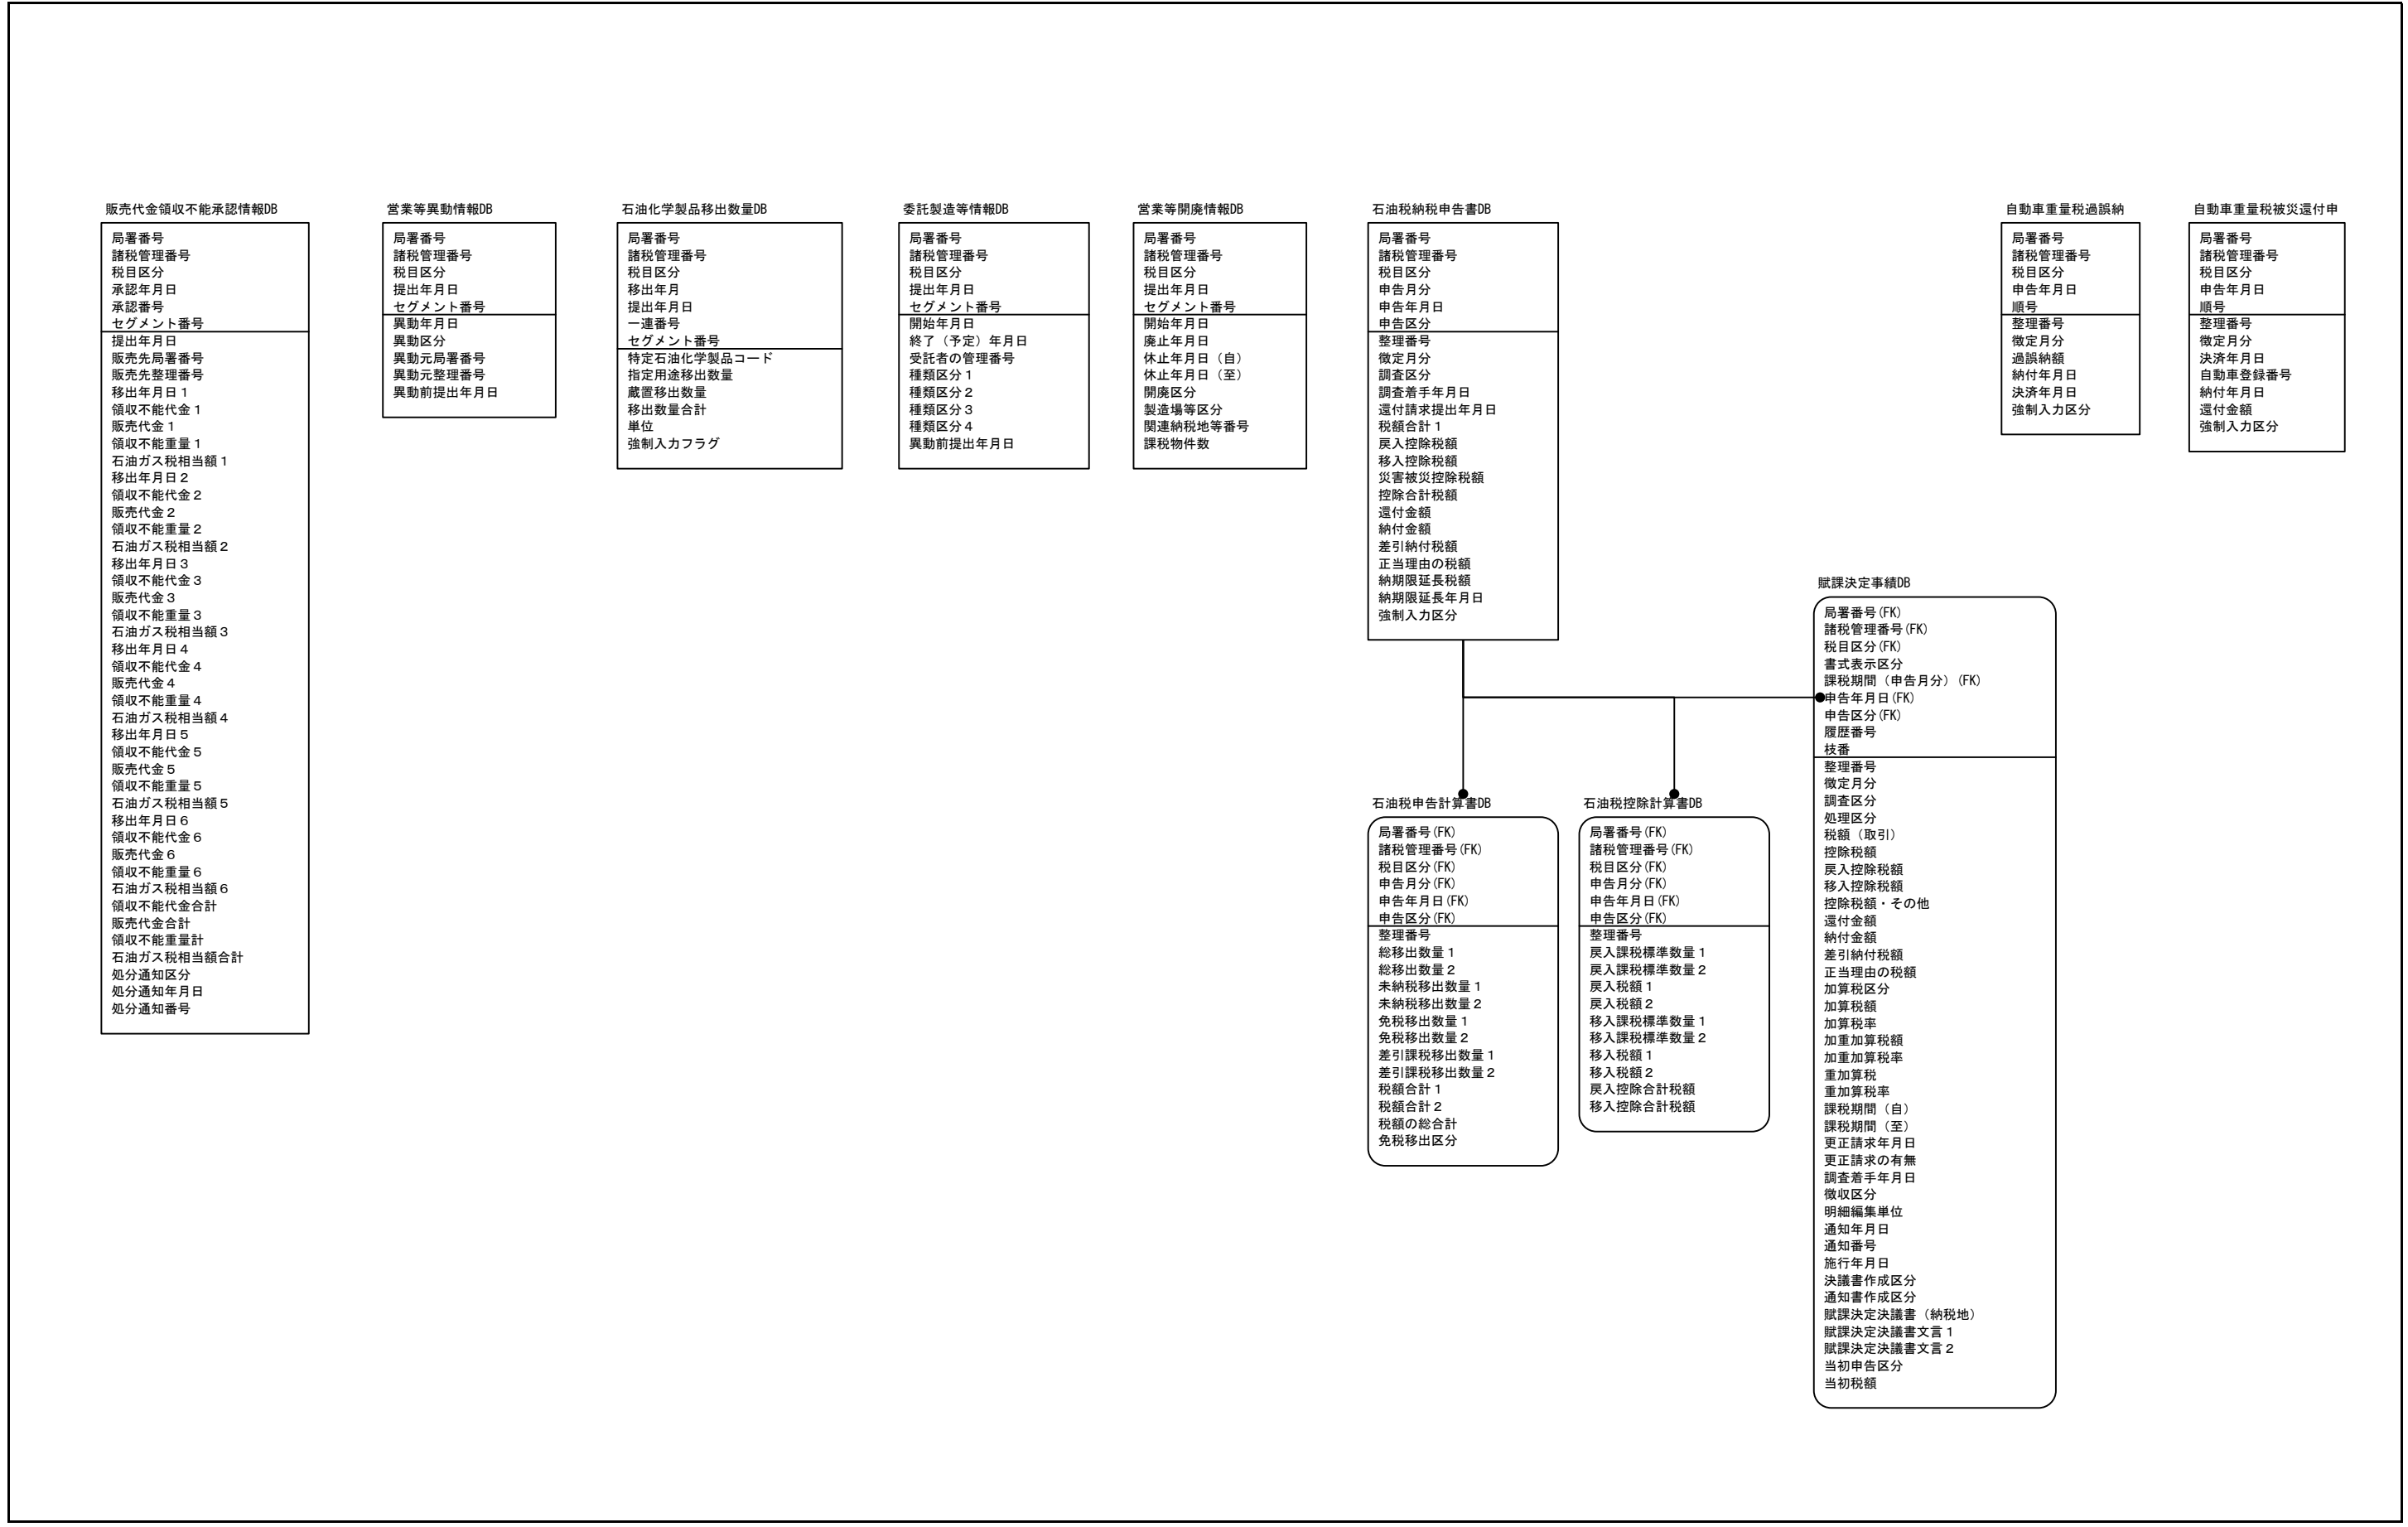 販売代金領収不能承認情報DB
局署番号
諸税管理番号
税目区分
承認年月日
承認番号
セグメント番号
提出年月日
販売先局署番号
販売先整理番号
移出年月日１
領収不能代金１
販売代金１
領収不能重量１
石油ガス税相当額１
移出年月日２
領収不能代金２
販売代金２
領収不能重量２
石油ガス税相当額２
移出年月日３
領収不能代金３
販売代金３
領収不能重量３
石油ガス税相当額３
移出年月日４
領収不能代金４
販売代金４
領収不能重量４
石油ガス税相当額４
移出年月日５
領収不能代金５
販売代金５
領収不能重量５
石油ガス税相当額５
移出年月日６
領収不能代金６
販売代金６
領収不能重量６
石油ガス税相当額６
領収不能代金合計
販売代金合計
領収不能重量計
石油ガス税相当額合計
処分通知区分
処分通知年月日
処分通知番号
営業等異動情報DB
局署番号
諸税管理番号
税目区分
提出年月日
セグメント番号
異動年月日
異動区分
異動元局署番号
異動元整理番号
異動前提出年月日
石油化学製品移出数量DB
局署番号
諸税管理番号
税目区分
移出年月
提出年月日
一連番号
セグメント番号
特定石油化学製品コード
指定用途移出数量
蔵置移出数量
移出数量合計
単位
強制入力フラグ
委託製造等情報DB
局署番号
諸税管理番号
税目区分
提出年月日
セグメント番号
開始年月日
終了（予定）年月日
受託者の管理番号
種類区分１
種類区分２
種類区分３
種類区分４
異動前提出年月日
営業等開廃情報DB
局署番号
諸税管理番号
税目区分
提出年月日
セグメント番号
開始年月日
廃止年月日
休止年月日（自）
休止年月日（至）
開廃区分
製造場等区分
関連納税地等番号
課税物件数
石油税納税申告書DB
局署番号
諸税管理番号
税目区分
申告月分
申告年月日
申告区分
整理番号
徴定月分
調査区分
調査着手年月日
還付請求提出年月日
税額合計１
戻入控除税額
移入控除税額
災害被災控除税額
控除合計税額
還付金額
納付金額
差引納付税額
正当理由の税額
納期限延長税額
納期限延長年月日
強制入力区分
石油税申告計算書DB
局署番号(FK)
諸税管理番号(FK)
税目区分(FK)
申告月分(FK)
申告年月日(FK)
申告区分(FK)
整理番号
総移出数量１
総移出数量２
未納税移出数量１
未納税移出数量２
免税移出数量１
免税移出数量２
差引課税移出数量１
差引課税移出数量２
税額合計１
税額合計２
税額の総合計
免税移出区分
石油税控除計算書DB
局署番号(FK)
諸税管理番号(FK)
税目区分(FK)
申告月分(FK)
申告年月日(FK)
申告区分(FK)
整理番号
戻入課税標準数量１
戻入課税標準数量２
戻入税額１
戻入税額２
移入課税標準数量１
移入課税標準数量２
移入税額１
移入税額２
戻入控除合計税額
移入控除合計税額
賦課決定事績DB
局署番号(FK)
諸税管理番号(FK)
税目区分(FK)
書式表示区分
課税期間（申告月分）(FK)
申告年月日(FK)
申告区分(FK)
履歴番号
枝番
整理番号
徴定月分
調査区分
処理区分
税額（取引）
控除税額
戻入控除税額
移入控除税額
控除税額・その他
還付金額
納付金額
差引納付税額
正当理由の税額
加算税区分
加算税額
加算税率
加重加算税額
加重加算税率
重加算税
重加算税率
課税期間（自）
課税期間（至）
更正請求年月日
更正請求の有無
調査着手年月日
徴収区分
明細編集単位
通知年月日
通知番号
施行年月日
決議書作成区分
通知書作成区分
賦課決定決議書（納税地）
賦課決定決議書文言１
賦課決定決議書文言２
当初申告区分
当初税額
自動車重量税過誤納
局署番号
諸税管理番号
税目区分
申告年月日
順号
整理番号
徴定月分
過誤納額
納付年月日
決済年月日
強制入力区分
自動車重量税被災還付申
局署番号
諸税管理番号
税目区分
申告年月日
順号
整理番号
徴定月分
決済年月日
自動車登録番号
納付年月日
還付金額
強制入力区分